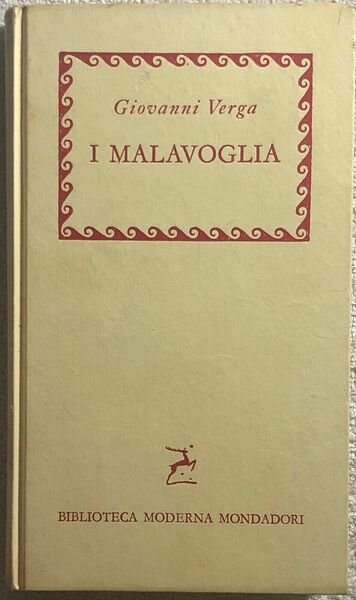 Giovanni Verga
I MALAVOGLIA
BIBLIOTECA MODERNA MONDADORI